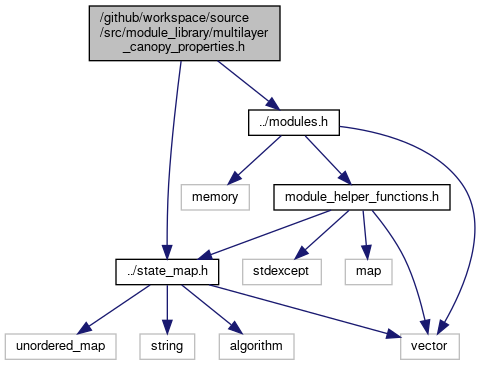 /github/workspace/source
/src/module_library/multilayer
_canopy_properties.h
../modules.h
memory
module_helper_functions.h
../state_map.h
stdexcept
map
unordered_map
string
algorithm
vector